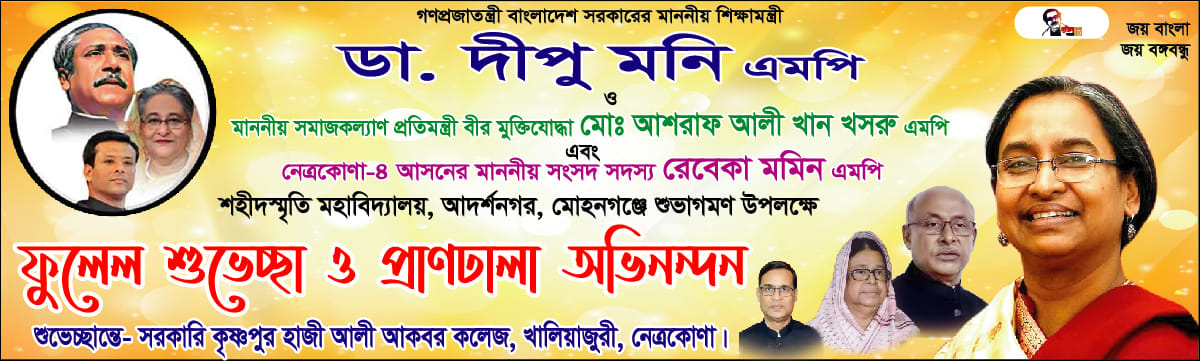 গণপ্রজাতন্ত্রী বাংলাদেশ সরকারের মাননীয় শিক্ষামন্ত্রী
ডা. দীপু মনি এমপি
ও
মাননীয় সমাজকল্যাণ প্রতিমন্ত্রী বীর মুক্তিযোদ্ধা মোঃ আশরাফ আলী খান খসরু এমপি
এবং
নেত্রকোণা-৪ আসনের মাননীয় সংসদ সদস্য রেবেকা মমিন এমপি
শহীদস্মৃতি মহাবিদ্যালয়, আদর্শনগর, মোহনগঞ্জে শুভাগমণ উপলক্ষে
ফুলেল শুভেচ্ছা ও প্রাণঢালা অভিনন্দন
শুভেচ্ছান্তে- সরকারি কৃষ্ণপুর হাজী আলী আকবর কলেজ, খালিয়াজুরী, নেত্রকোণা।
জয় বাংলা
জয় বঙ্গবন্ধু